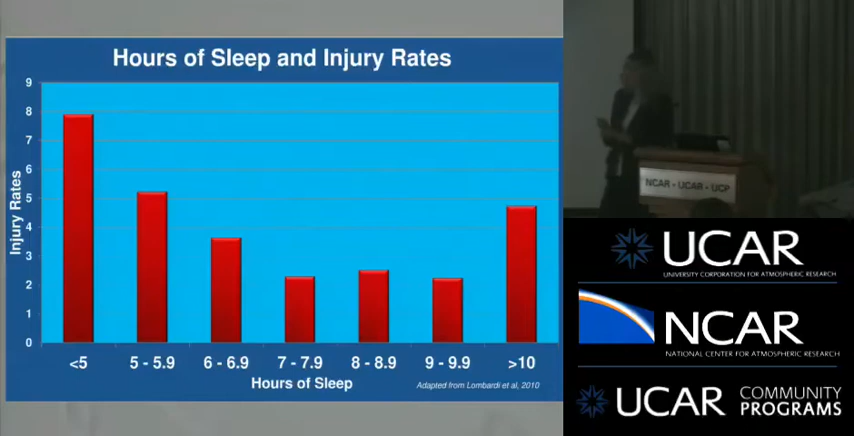 Hours of Sleep and Injury Rates
Injury Rates
9
8
7
6
5
4
3
2
1
0
<5 5 - 5.9 6 - 6.9 7 - 7.9 8 - 8.9 9 - 9.9 >10
Hours of Sleep
Adapted from Lombardi et al, 2010
NCAR - UCAR - UCP
UCAR
UNIVERSITY CORPORATION FOR ATMOSPHERIC RESEARCH
NCAR
NATIONAL CENTER FOR ATMOSPHERIC RESEARCH
UCAR COMMUNITY
PROGRAMS